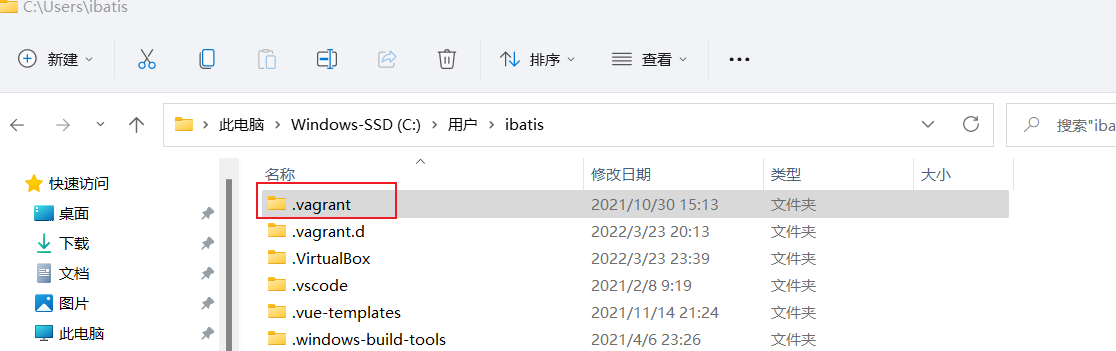 C:\Users\ibatis
新建 排序 查看
此电脑 Windows-SSD (C:) 用户 ibatis 搜索"iba
名称 修改日期 类型 大小
快速访问
桌面
下载
文档
图片
此电脑
.vagrant 2021/10/30 15:13 文件夹
.vagrant.d 2022/3/23 20:13 文件夹
.VirtualBox 2022/3/23 23:39 文件夹
.vscode 2021/2/8 9:19 文件夹
.vue-templates 2021/11/14 21:24 文件夹
.windows-build-tools 2021/4/6 23:26 文件夹